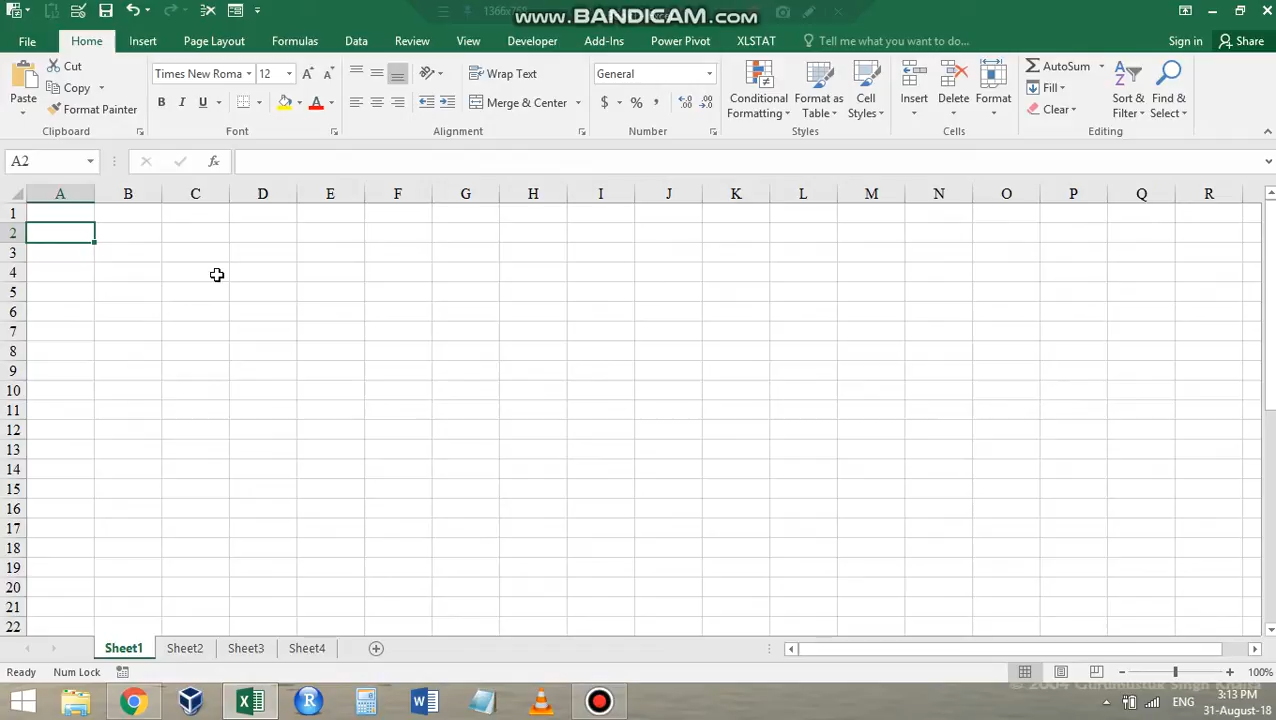 1366x768
www.BANDICAM.com
File Home Insert Page Layout Formulas Data Review View Developer Add-Ins Power Pivot XLSTAT Tell me what you want to do... Sign in Share
Paste
Cut
Copy
Format Painter
Clipboard
Times New Roma 12
B I U A
Font
Wrap Text
Merge & Center
Alignment
General
$ % ,
Number
Conditional
Formatting
Format as
Table
Cell
Styles
Styles
Insert
Delete
Format
Cells
AutoSum
Fill
Clear
Sort &
Filter
Find &
Select
Editing
A2 fx
A B C D E F G H I J K L M N O P Q R
1
2
3
4
5
6
7
8
9
10
11
12
13
14
15
16
17
18
19
20
21
22
Sheet1 Sheet2 Sheet3 Sheet4
Ready Num Lock 100%
© 2004 Gurumustuk Singh Khalsa
ENG
3:13 PM
31-August-18